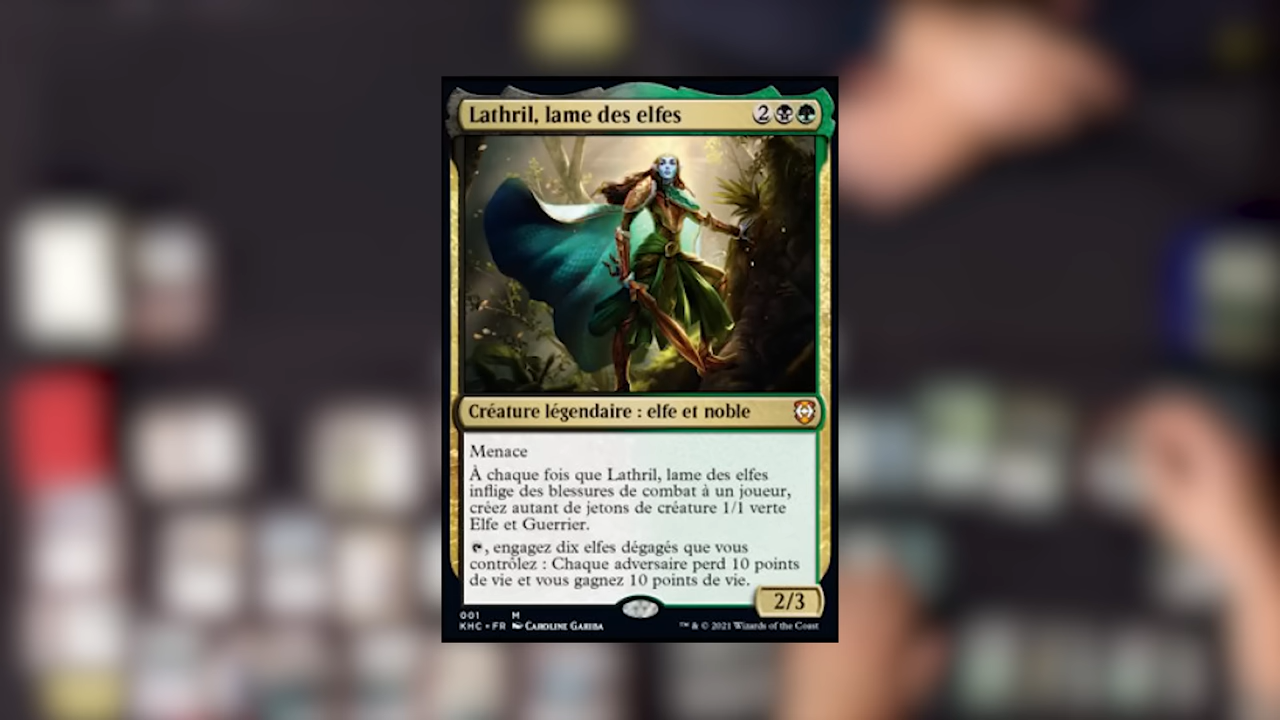 Lathril, lame des elfes 2
Créature légendaire : elfe et noble
Menace
À chaque fois que Lathril, lame des elfes
inflige des blessures de combat à un joueur,
créez autant de jetons de créature 1/1 verte
Elfe et Guerrier.
, engagez dix elfes dégagés que vous
contrôlez : Chaque adversaire perd 10 points
de vie et vous gagnez 10 points de vie.
2/3
001 M
KHC • FR Caroline Gariba ™ & © 2021 Wizards of the Coast